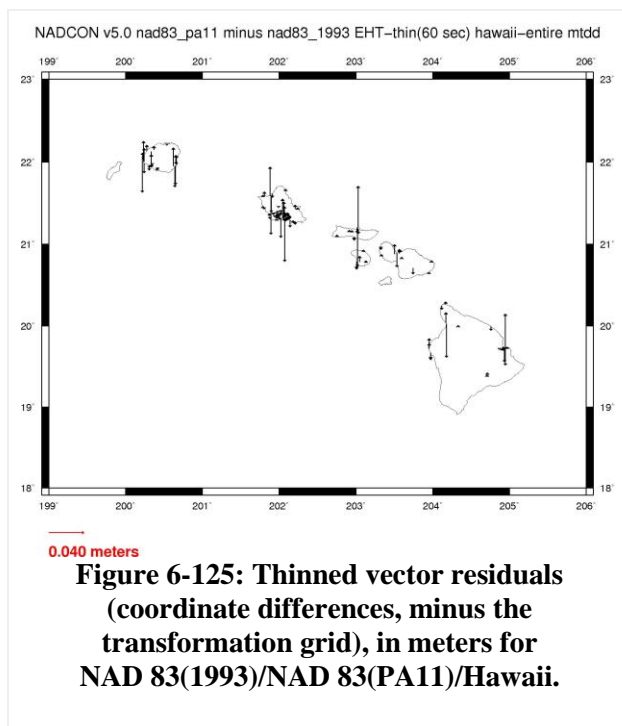 NADCON v5.0 nad83_pa11 minus nad83_1993 EHT−thin(60 sec) hawaii−entire mtdd
199˚ 200˚ 201˚ 202˚ 203˚ 204˚ 205˚ 206˚
23˚ 23˚
22˚ 22˚
21˚ 21˚
20˚ 20˚
19˚ 19˚
18˚ 18˚
199˚ 200˚ 201˚ 202˚ 203˚ 204˚ 205˚ 206˚
0.040 meters
Figure 6-125: Thinned vector residuals
(coordinate differences, minus the
transformation grid), in meters for
NAD 83(1993)/NAD 83(PA11)/Hawaii.